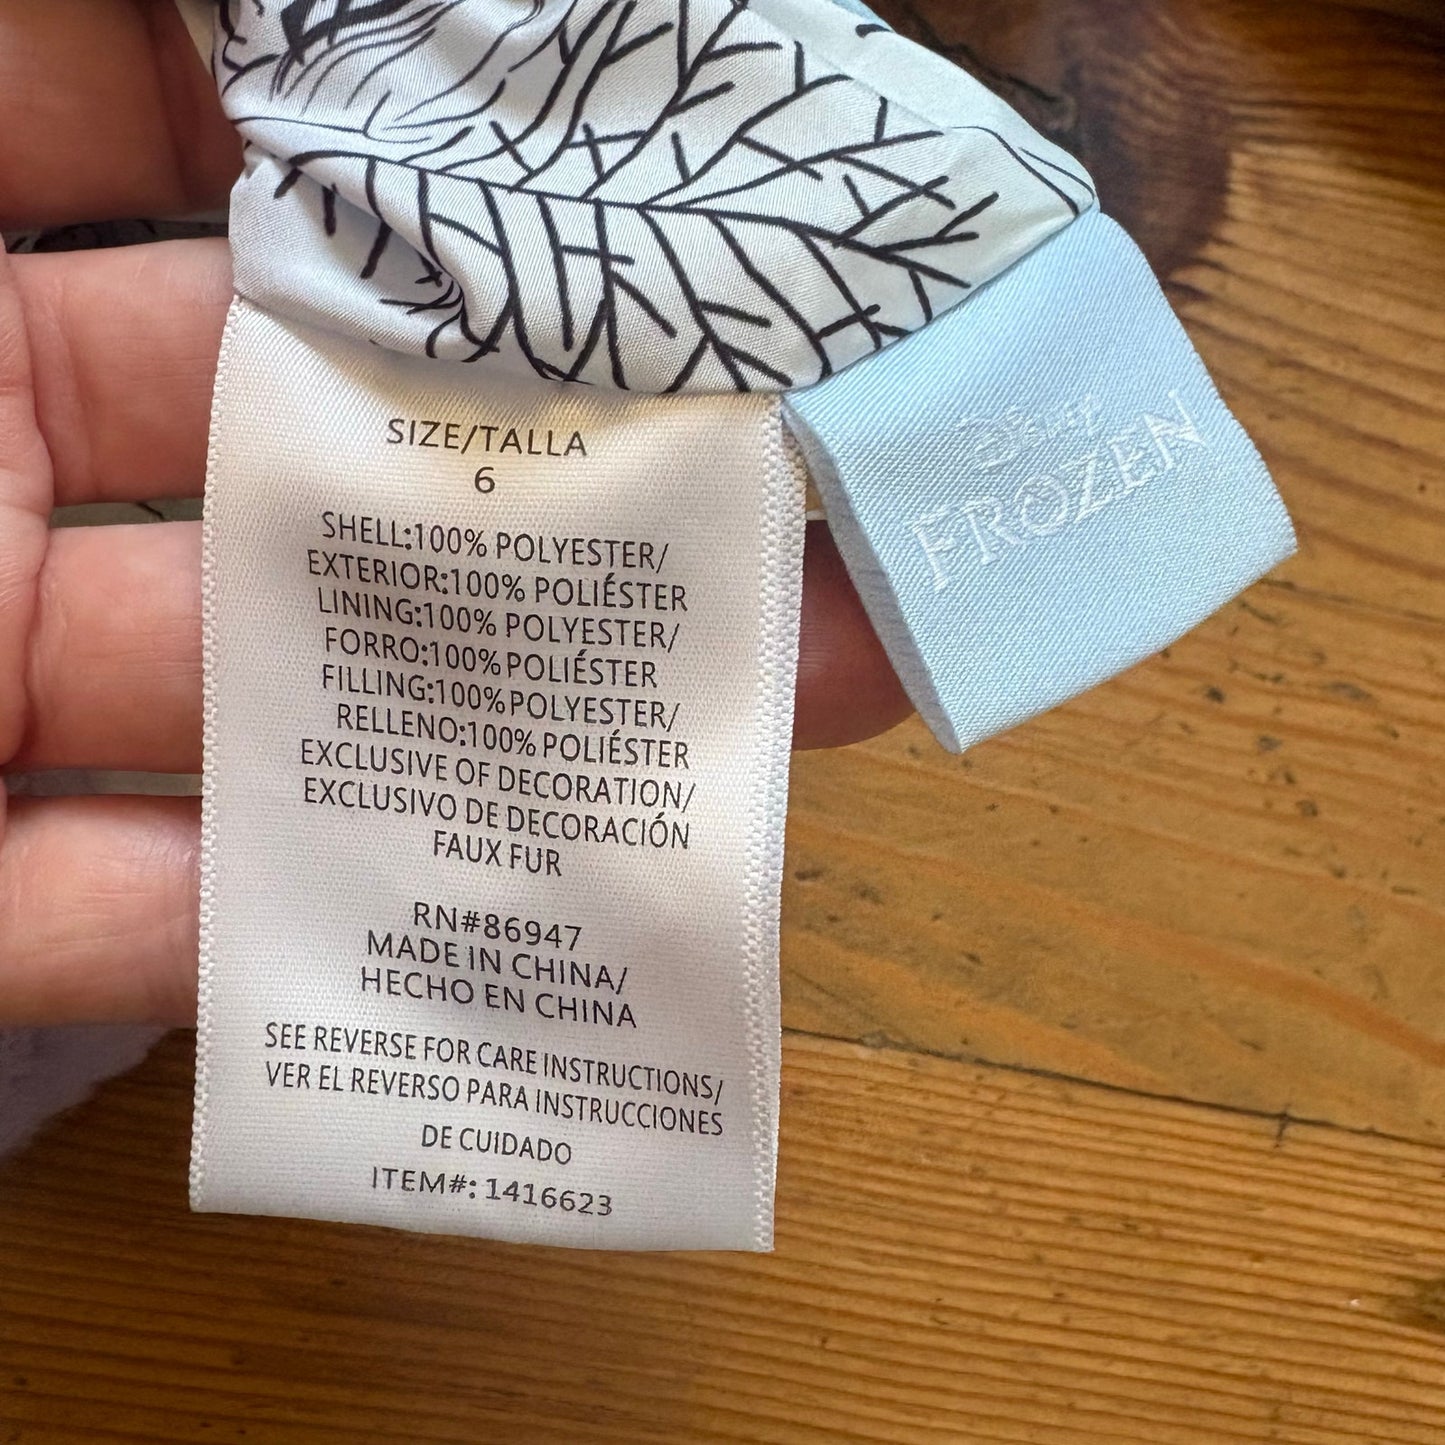 SIZE/TALLA
6
SHELL:100% POLYESTER/
EXTERIOR:100% POLIÉSTER
LINING:100% POLYESTER/
FORRO:100% POLIÉSTER
FILLING:100% POLYESTER/
RELLENO:100% POLIÉSTER
EXCLUSIVE OF DECORATION/
EXCLUSIVO DE DECORACIÓN
FAUX FUR
RN#86947
MADE IN CHINA/
HECHO EN CHINA
SEE REVERSE FOR CARE INSTRUCTIONS/
VER EL REVERSO PARA INSTRUCCIONES
DE CUIDADO
ITEM#: 1416623
Disney
FROZEN